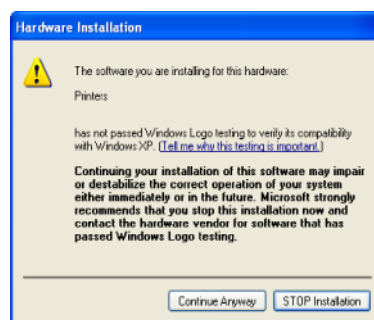 Hardware Installation
The software you are installing for this hardware:
Printers
has not passed Windows Logo testing to verify its compatibility
with Windows XP. (Tell me why this testing is important.)
Continuing your installation of this software may impair
or destabilize the correct operation of your system
either immediately or in the future. Microsoft strongly
recommends that you stop this installation now and
contact the hardware vendor for software that has
passed Windows Logo testing.
Continue Anyway STOP Installation